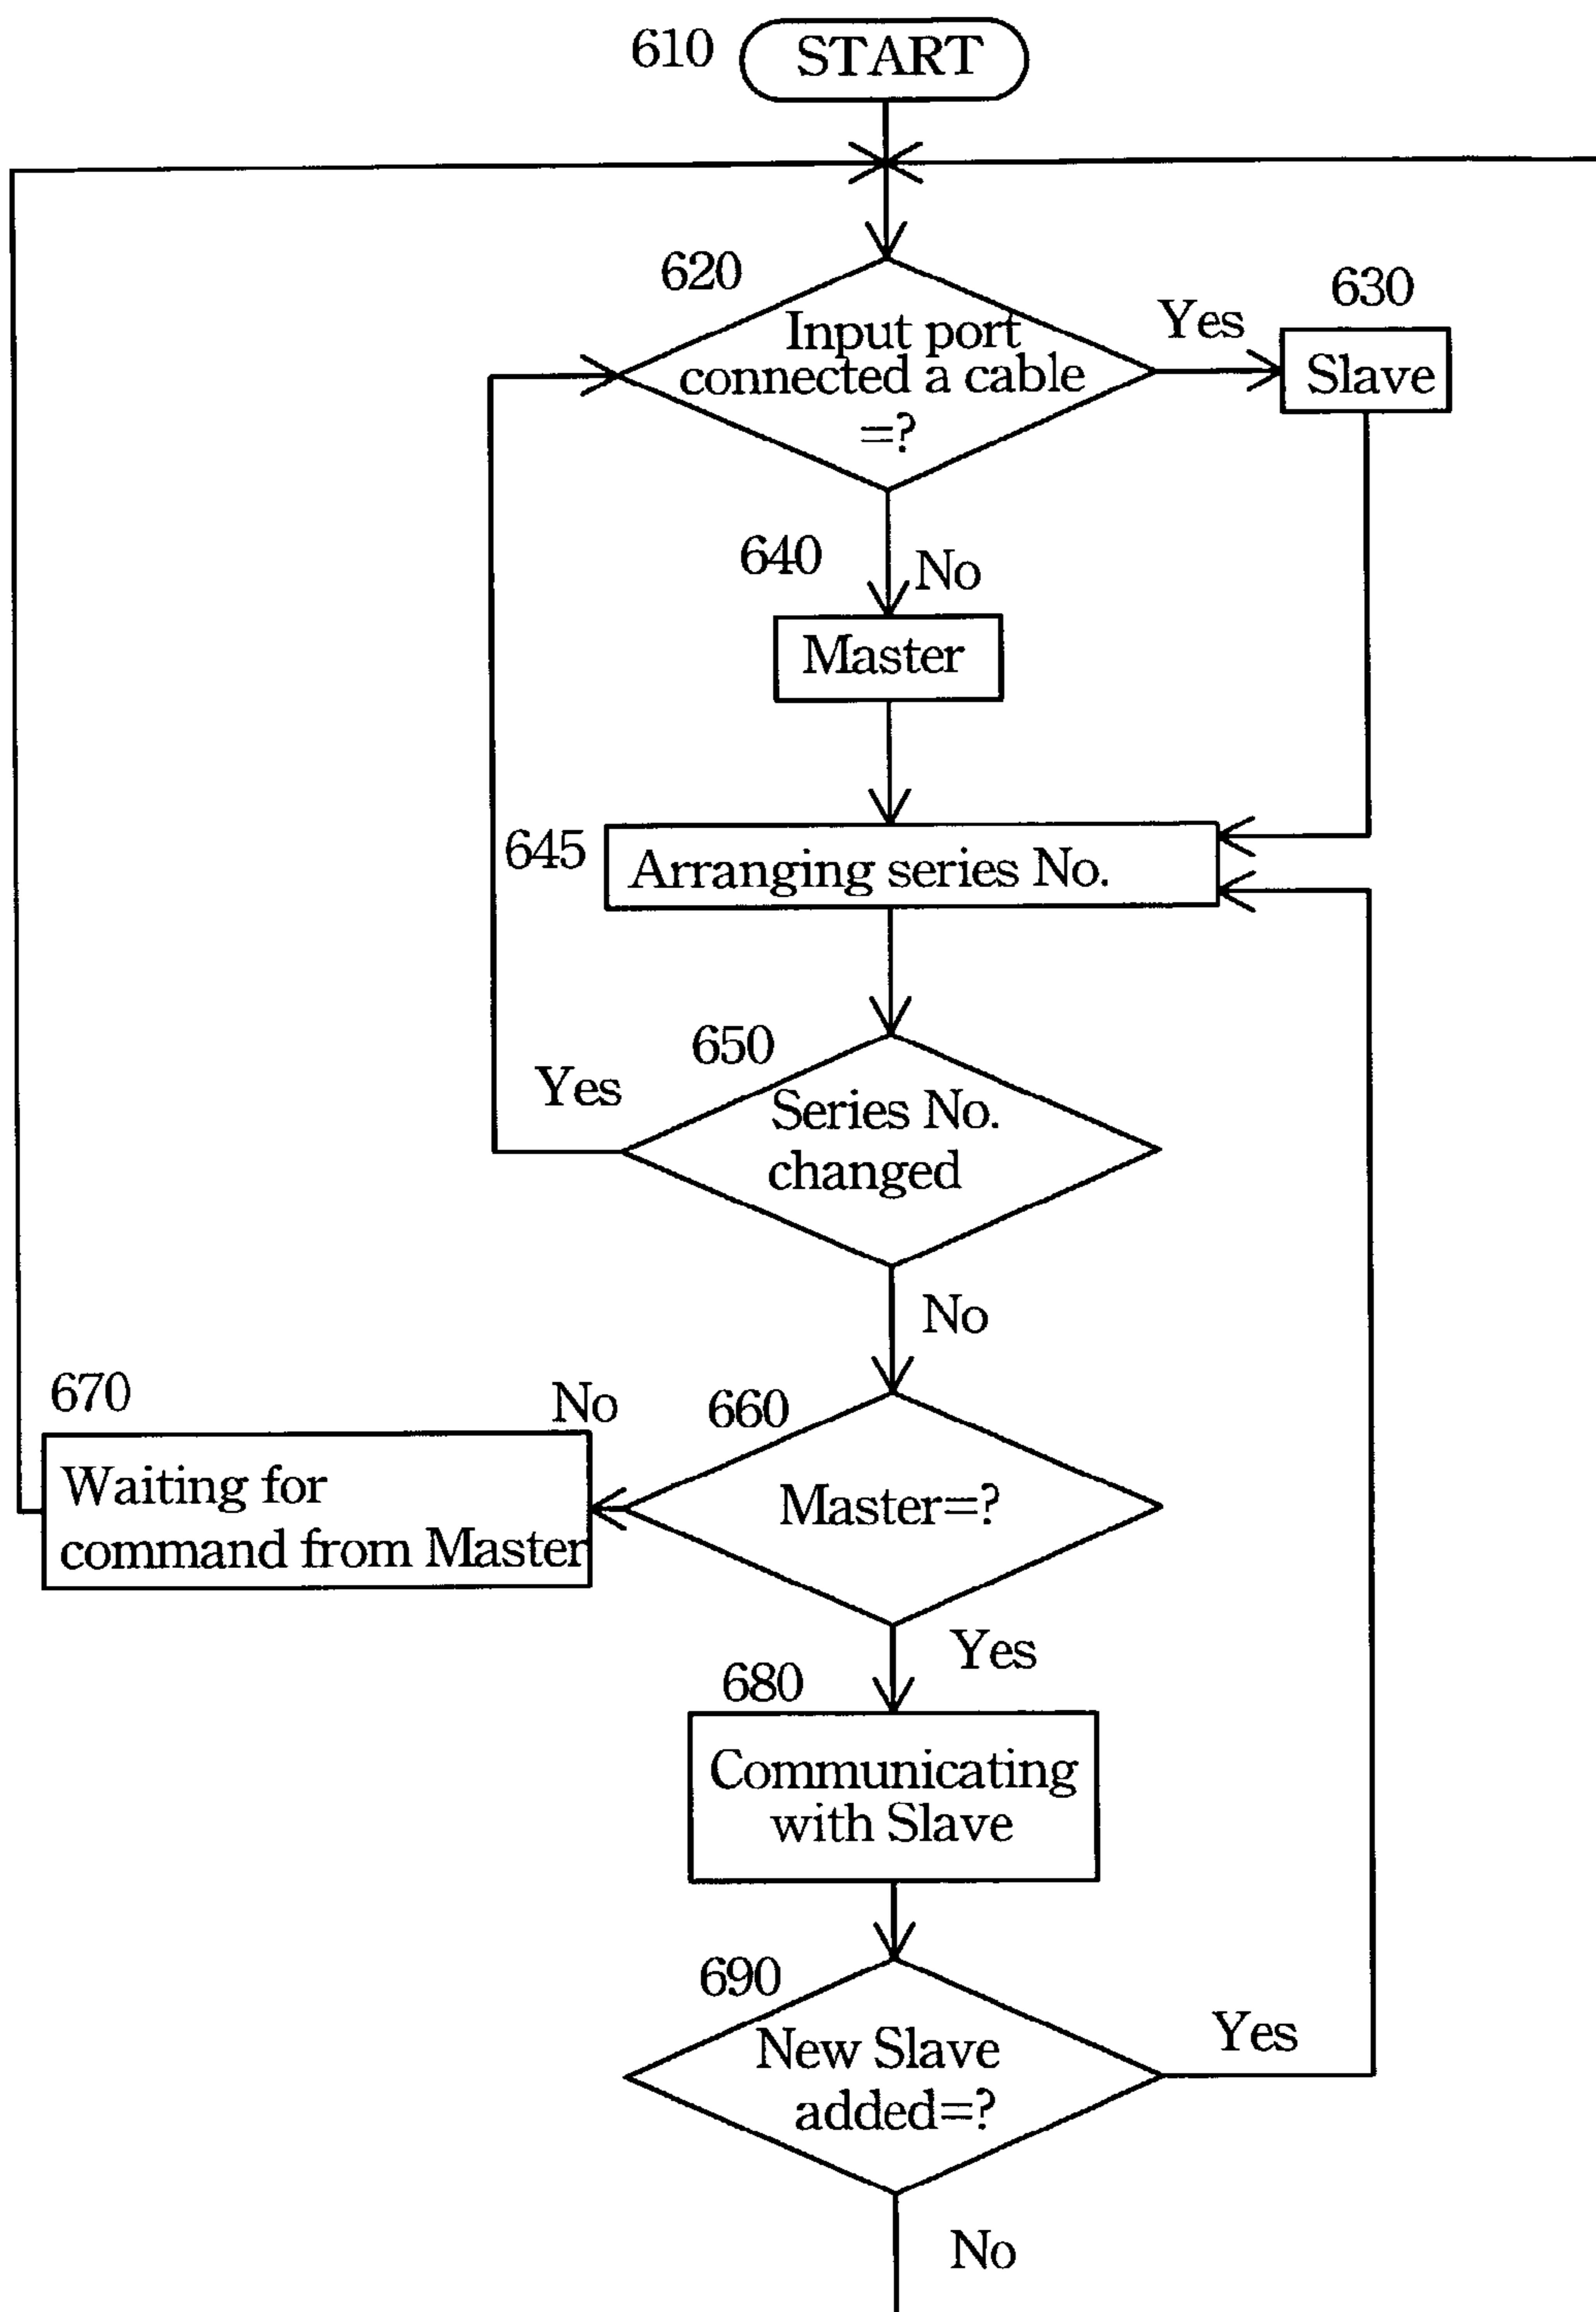 610
START
620
Input port
connected a cable
=?
Yes
630
Slave
640
No
Master
645
Arranging series No.
650
Yes
Series No.
changed
No
670
No
660
Waiting for
command from Master
Master=?
Yes
680
Communicating
with Slave
690
New Slave
added=?
Yes
No